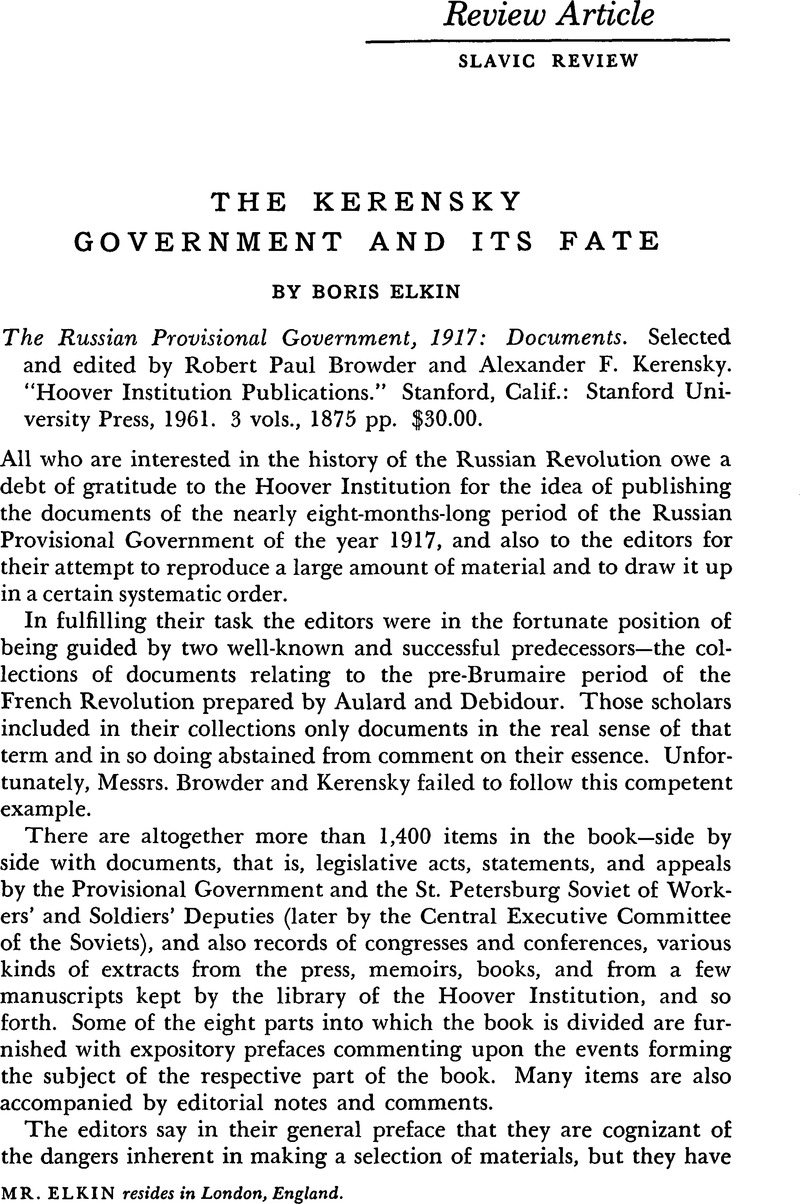 Review Article
SLAVIC REVIEW
THE KERENSKY
GOVERNMENT AND ITS FATE
BY BORIS ELKIN
The Russian Provisional Government, 1917: Documents. Selected
and edited by Robert Paul Browder and Alexander F. Kerensky.
“Hoover Institution Publications.” Stanford, Calif.: Stanford Uni-
versity Press, 1961. 3 vols., 1875 pp. $30.00.
All who are interested in the history of the Russian Revolution owe a
debt of gratitude to the Hoover Institution for the idea of publishing
the documents of the nearly eight-months-long period of the Russian
Provisional Government of the year 1917, and also to the editors for
their attempt to reproduce a large amount of material and to draw it up
in a certain systematic order.
In fulfilling their task the editors were in the fortunate position of
being guided by two well-known and successful predecessors—the col-
lections of documents relating to the pre-Brumaire period of the
French Revolution prepared by Aulard and Debidour. Those scholars
included in their collections only documents in the real sense of that
term and in so doing abstained from comment on their essence. Unfor-
tunately, Messrs. Browder and Kerensky failed to follow this competent
example.
There are altogether more than 1,400 items in the book—side by
side with documents, that is, legislative acts, statements, and appeals
by the Provisional Government and the St. Petersburg Soviet of Work-
ers’ and Soldiers’ Deputies (later by the Central Executive Committee
of the Soviets), and also records of congresses and conferences, various
kinds of extracts from the press, memoirs, books, and from a few
manuscripts kept by the library of the Hoover Institution, and so
forth. Some of the eight parts into which the book is divided are fur-
nished with expository prefaces commenting upon the events forming
the subject of the respective part of the book. Many items are also
accompanied by editorial notes and comments.
The editors say in their general preface that they are cognizant of
the dangers inherent in making a selection of materials, but they have
MR. ELKIN resides in London, England.